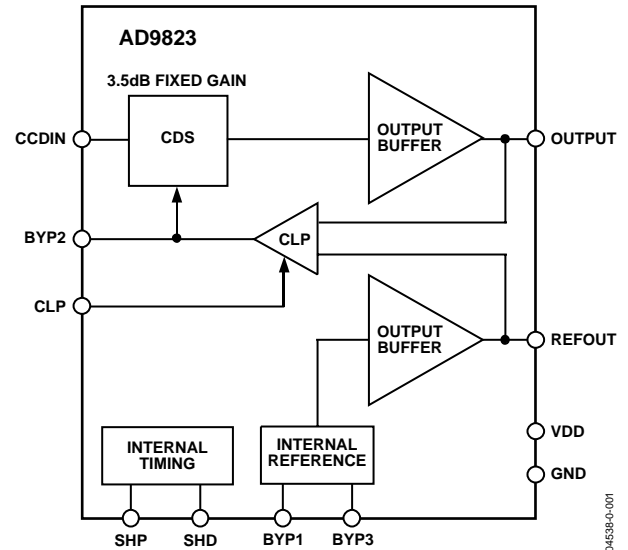 AD9823
3.5dB FIXED GAIN
CCDIN
CDS
OUTPUT
BUFFER
OUTPUT
BYP2
CLP
CLP
OUTPUT
BUFFER
REFOUT
INTERNAL
TIMING
INTERNAL
REFERENCE
VDD
GND
SHP
SHD
BYP1
BYP3
04538-0-001